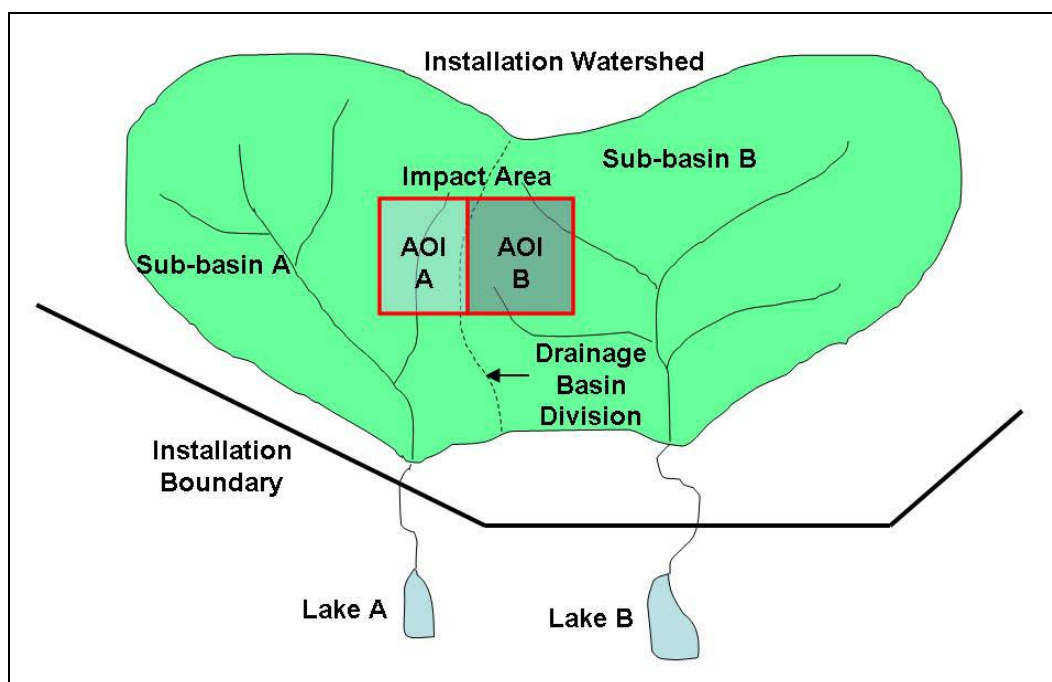 Installation Watershed
Sub-basin B
Impact Area
AOI
A
AOI
B
Sub-basin A
Drainage
Basin
Division
Installation
Boundary
Lake A
Lake B